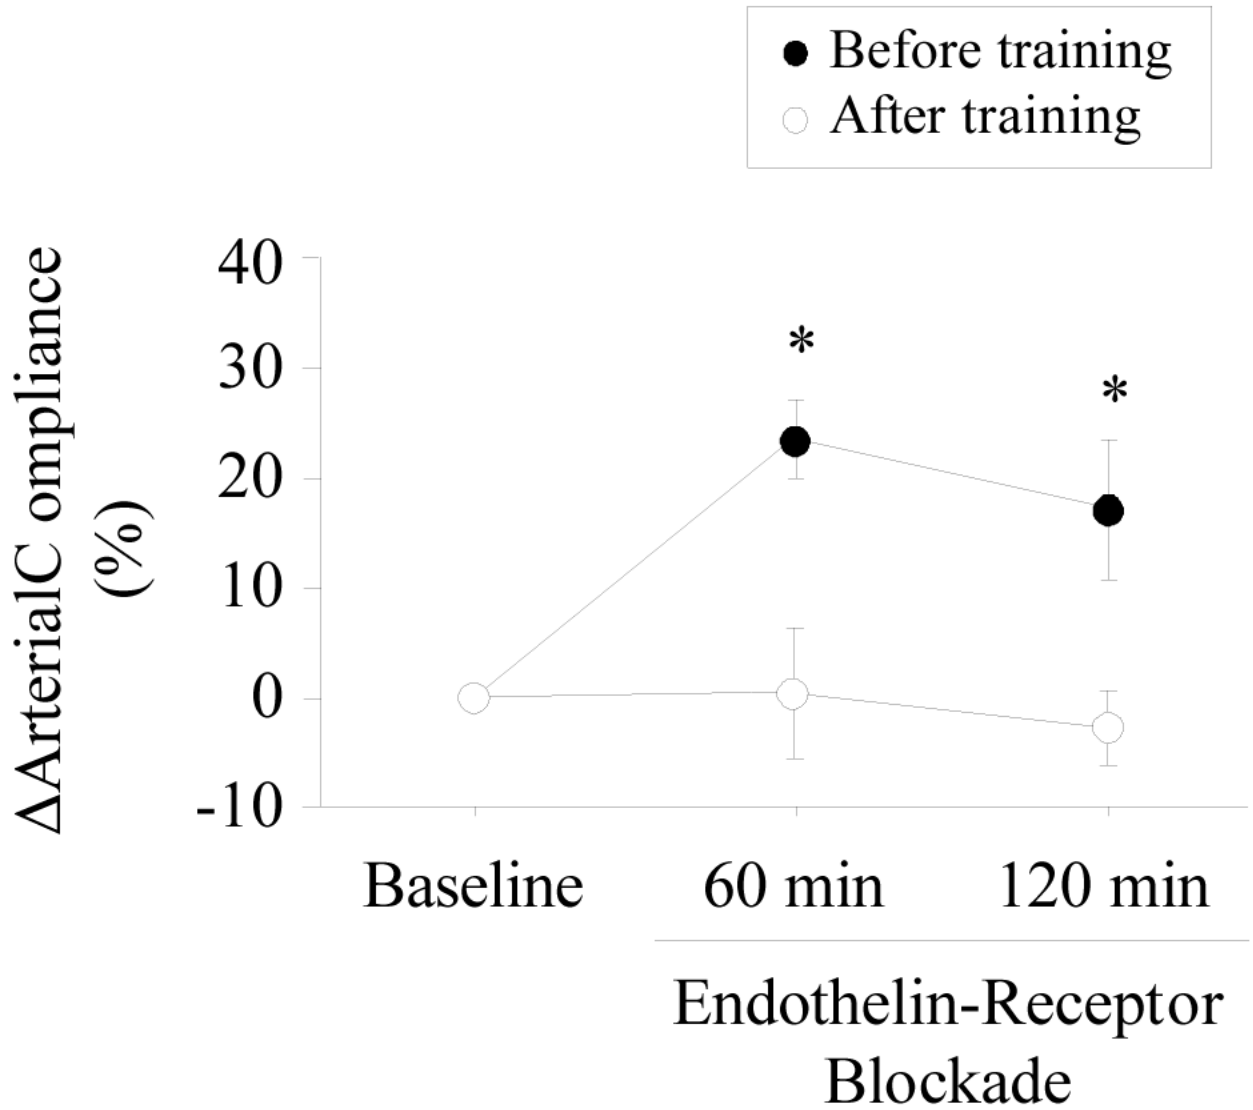 Before training
After training
ΔArterialC ompliance
(%)
40
30
20
10
0
-10
*
*
Baseline 60 min 120 min
Endothelin-Receptor
Blockade